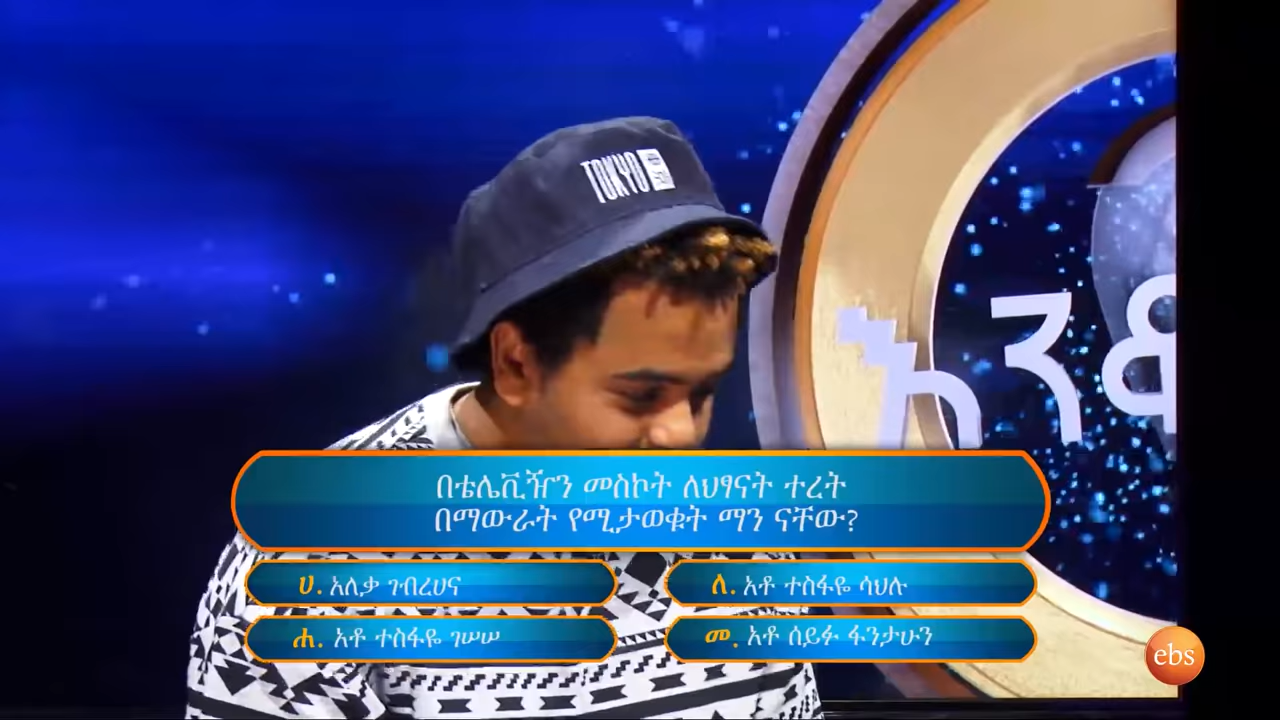 TOKYO
እንቆ
በቴሌቪዥን መስኮት ለህፃናት ተረት
በማውራት የሚታወቁት ማን ናቸው?
ሀ. አለቃ ገብረሀና
ለ. አቶ ተስፋዬ ሳህሉ
ሐ. አቶ ተስፋዬ ገሠሠ
መ. አቶ ሰይፉ ፋንታሁን
ebs